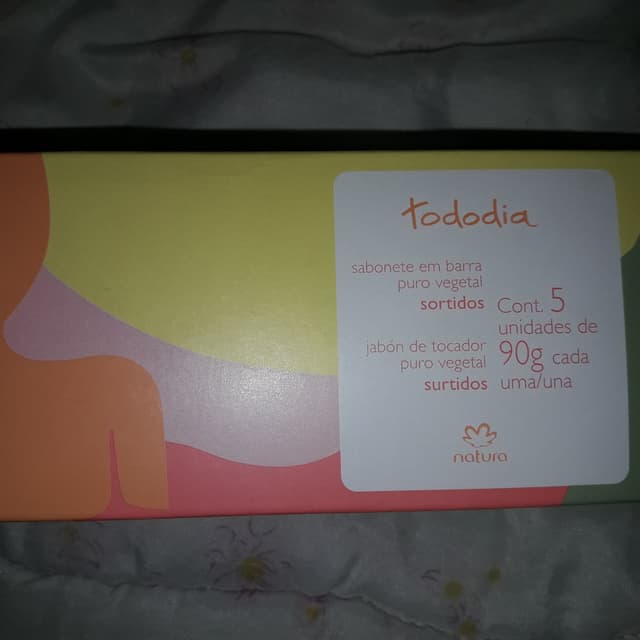 tododia
sabonete em barra
puro vegetal
sortidos
jabón de tocador
puro vegetal
surtidos
Cont. 5
unidades de
90g cada
uma/una
natura